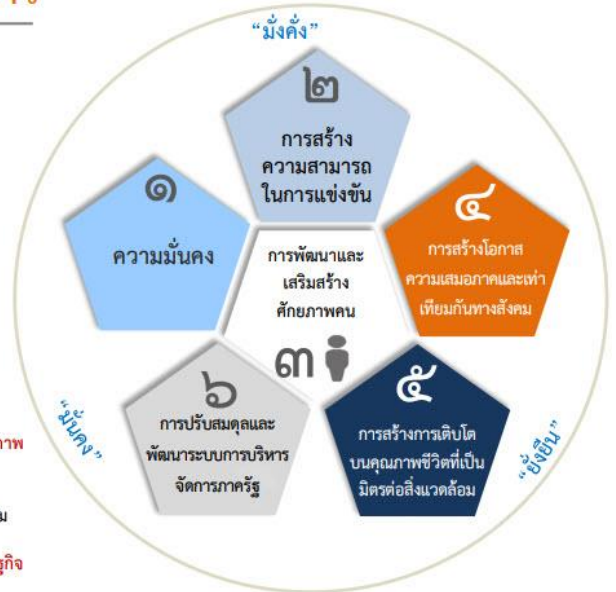 “มั่งคั่ง”
๒
การสร้าง
ความสามารถ
ในการแข่งขัน
๑
ความมั่นคง
๔
การสร้างโอกาส
ความเสมอภาคและเท่า
เทียมกันทางสังคม
การพัฒนาและ
เสริมสร้าง
ศักยภาพคน
๓
๖
การปรับสมดุลและ
พัฒนาระบบการบริหาร
จัดการภาครัฐ
๕
การสร้างการเติบโต
บนคุณภาพชีวิตที่เป็น
มิตรต่อสิ่งแวดล้อม
“มั่นคง”
“ยั่งยืน”